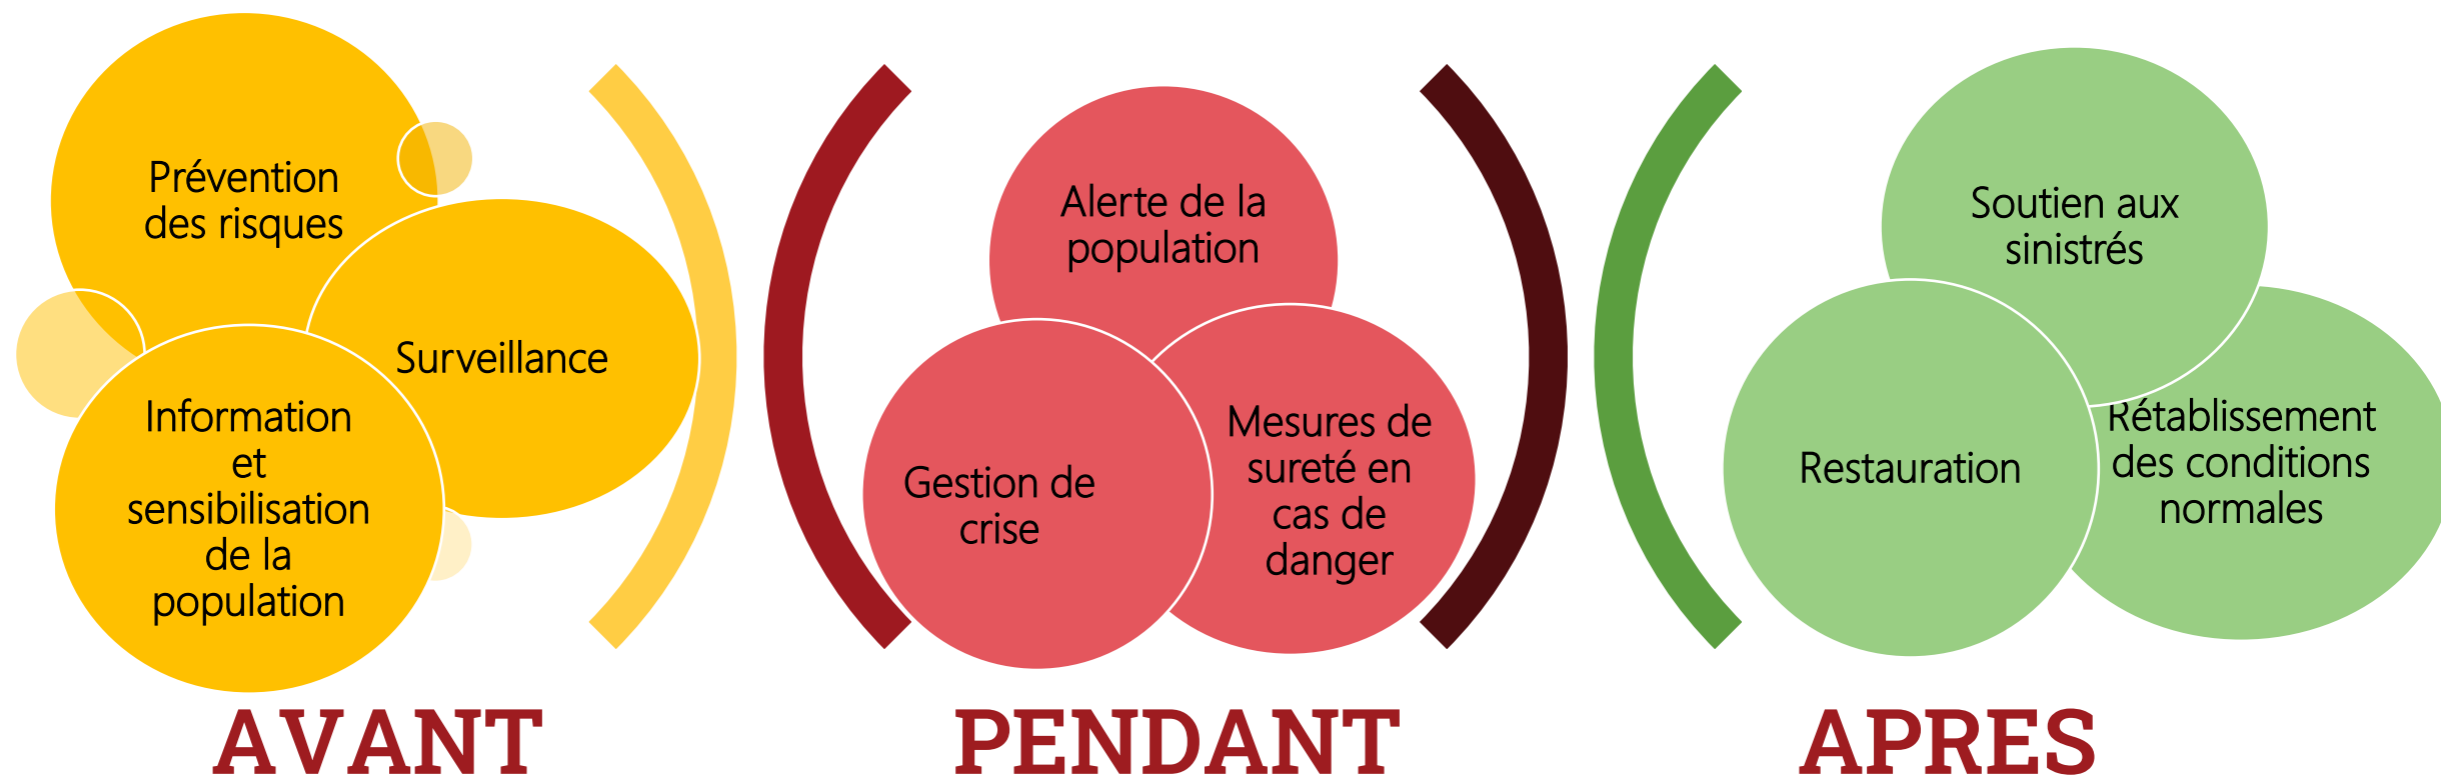 Prévention
des risques
Surveillance
Information
et
sensibilisation
de la
population
AVANT
Alerte de la
population
Gestion de
crise
Mesures de
sureté en
cas de
danger
PENDANT
Soutien aux
sinistrés
Restauration
Rétablissement
des conditions
normales
APRES